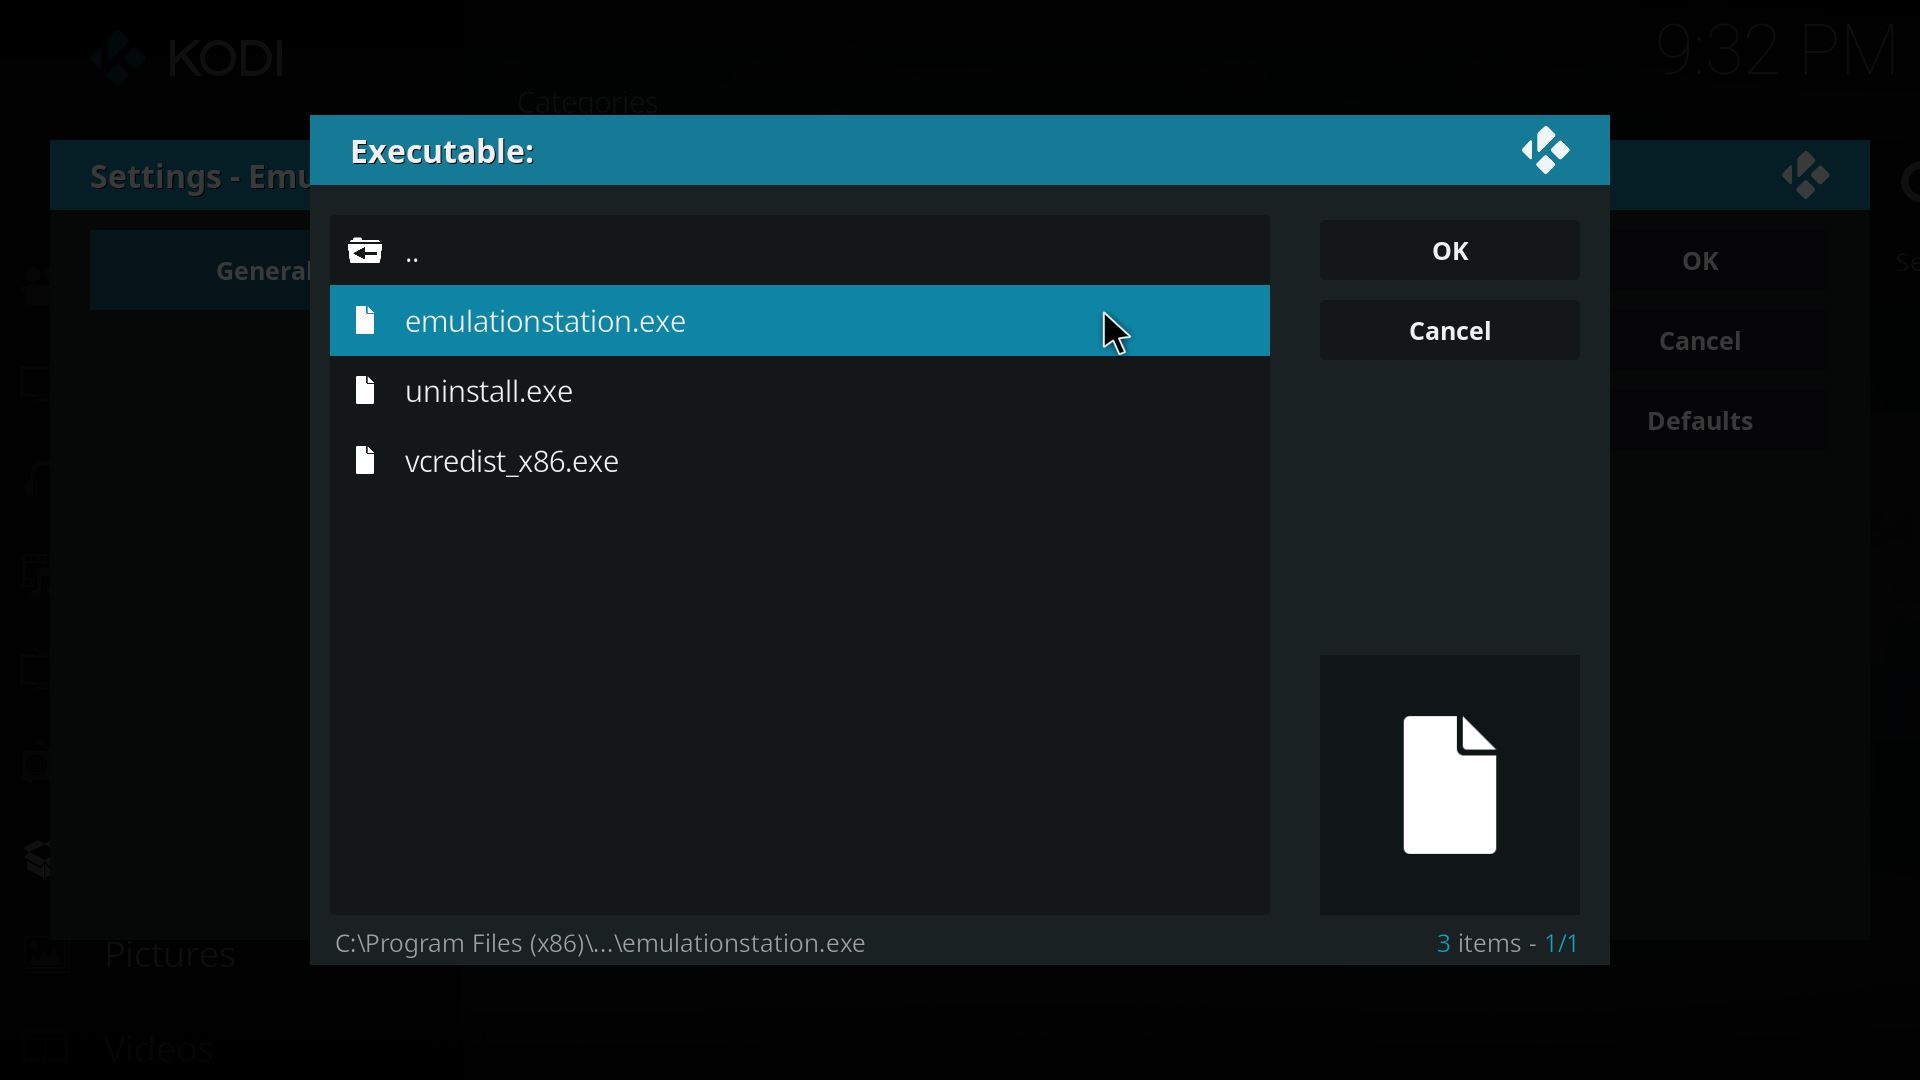 KODI
9:32 PM
Categories
Executable:
Settings - Emu
General
..
emulationstation.exe
uninstall.exe
vcredist_x86.exe
OK
Cancel
OK
Se
Cancel
Defaults
C:\Program Files (x86)\...\emulationstation.exe
3 items - 1/1
Pictures
Videos